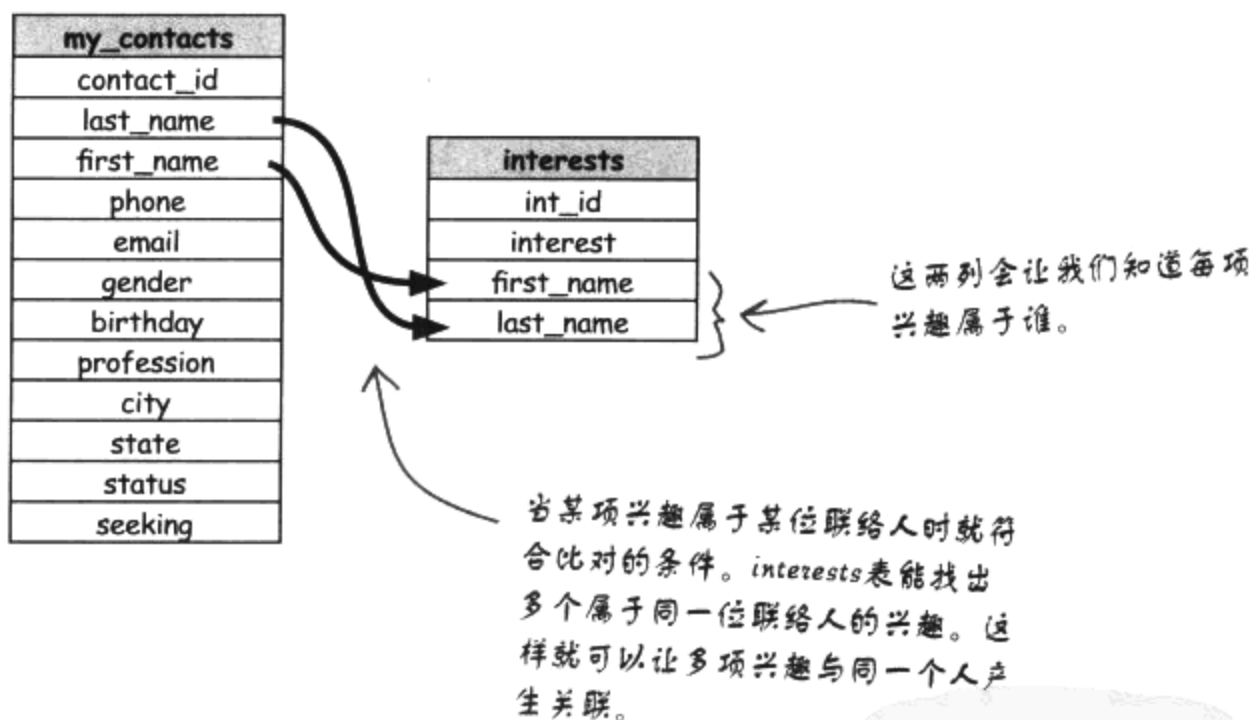 my_contacts
contact_id
last_name
first_name
phone
email
gender
birthday
profession
city
state
status
seeking
interests
int_id
interest
first_name
last_name
这两列会让我们知道每项
兴趣属于谁。
当某项兴趣属于某位联络人时就符
合比对的条件。interests表能找出
多个属于同一位联络人的兴趣。这
样就可以让多项兴趣与同一个人产
生关联。